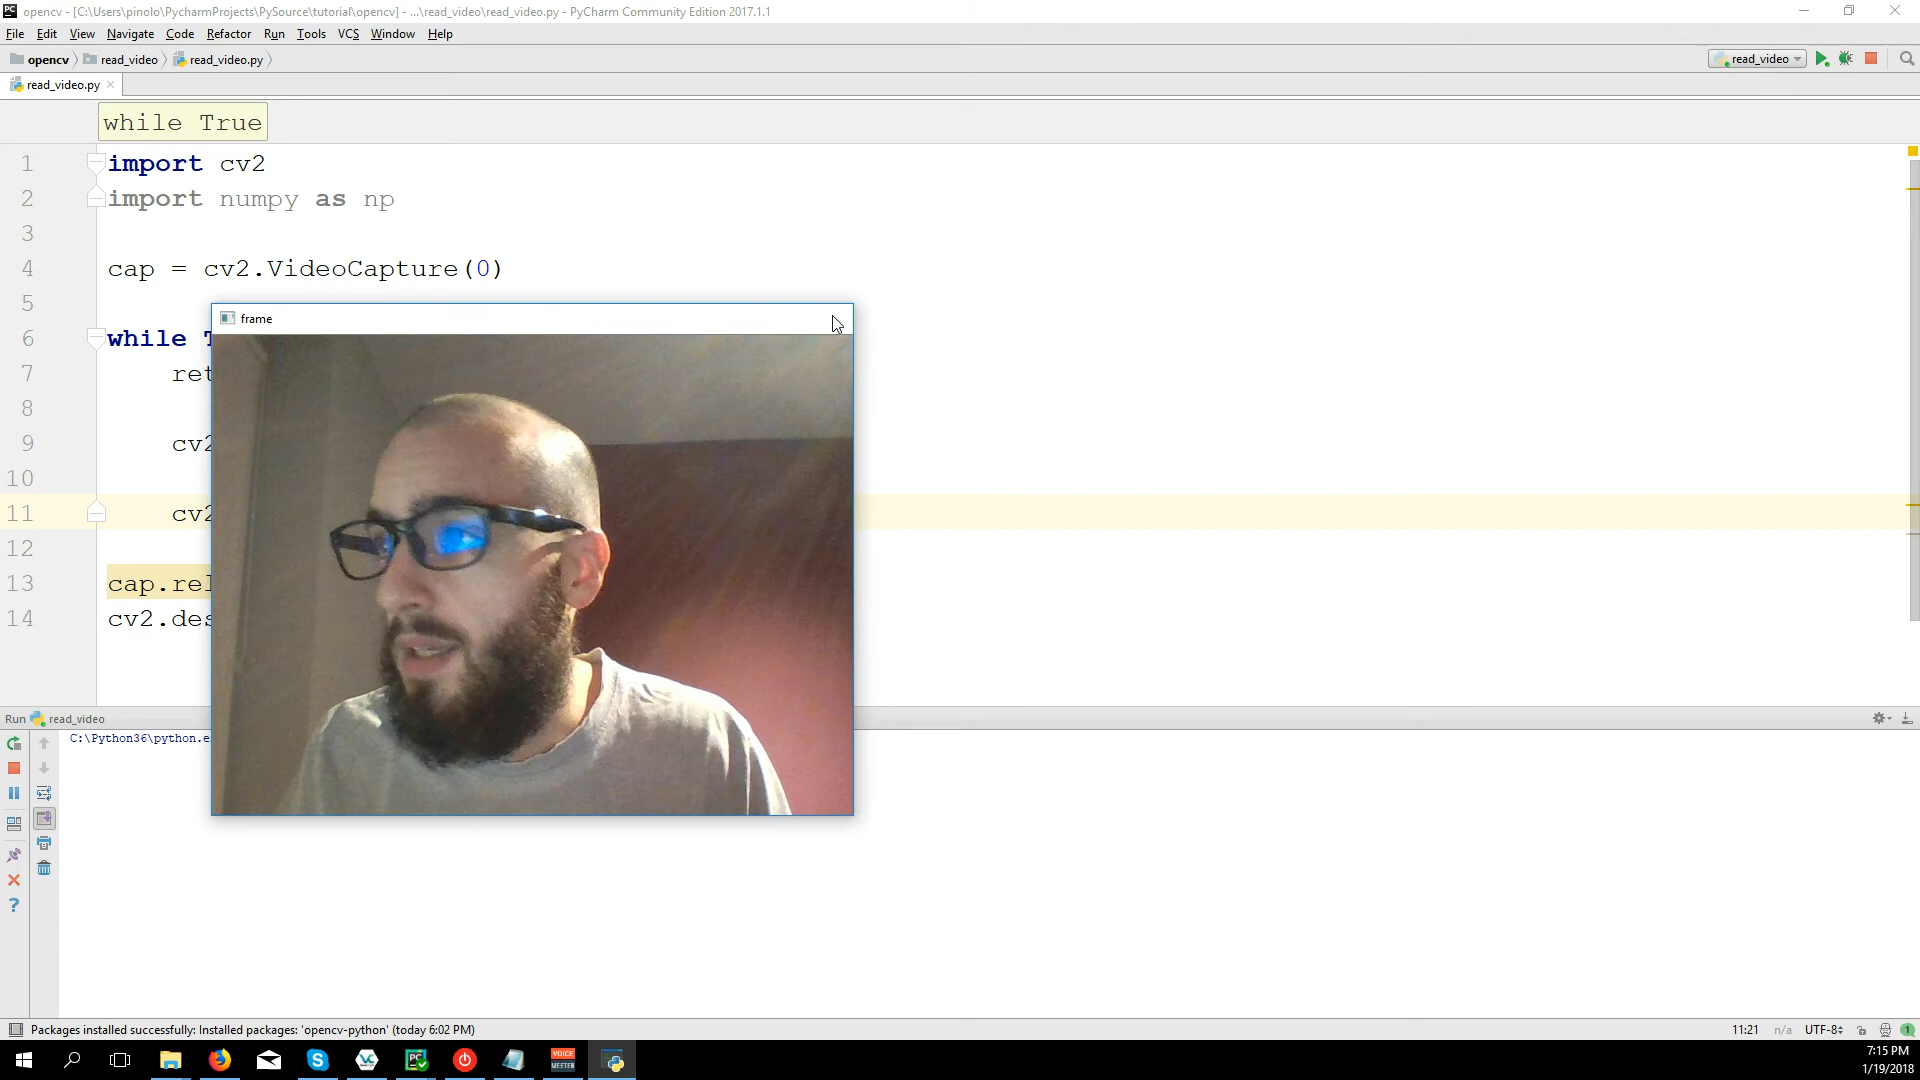 opencv - [C:\Users\pinolo\PycharmProjects\PySource\tutorial\opencv] - ...\read_video\read_video.py - PyCharm Community Edition 2017.1.1
File Edit View Navigate Code Refactor Run Tools VCS Window Help
opencv read_video read_video.py read_video
read_video.py
while True
1 import cv2
2 import numpy as np
3
4 cap = cv2.VideoCapture(0)
5
frame
6 while
7 ret
8
9 cv2
10
11 cv2
12
13 cap.rel
14 cv2.des
Run read_video
C:\Python36\python.e
Packages installed successfully: Installed packages: 'opencv-python' (today 6:02 PM) 11:21 n/a UTF-8 1
VOICE
MEETER
7:15 PM
1/19/2018